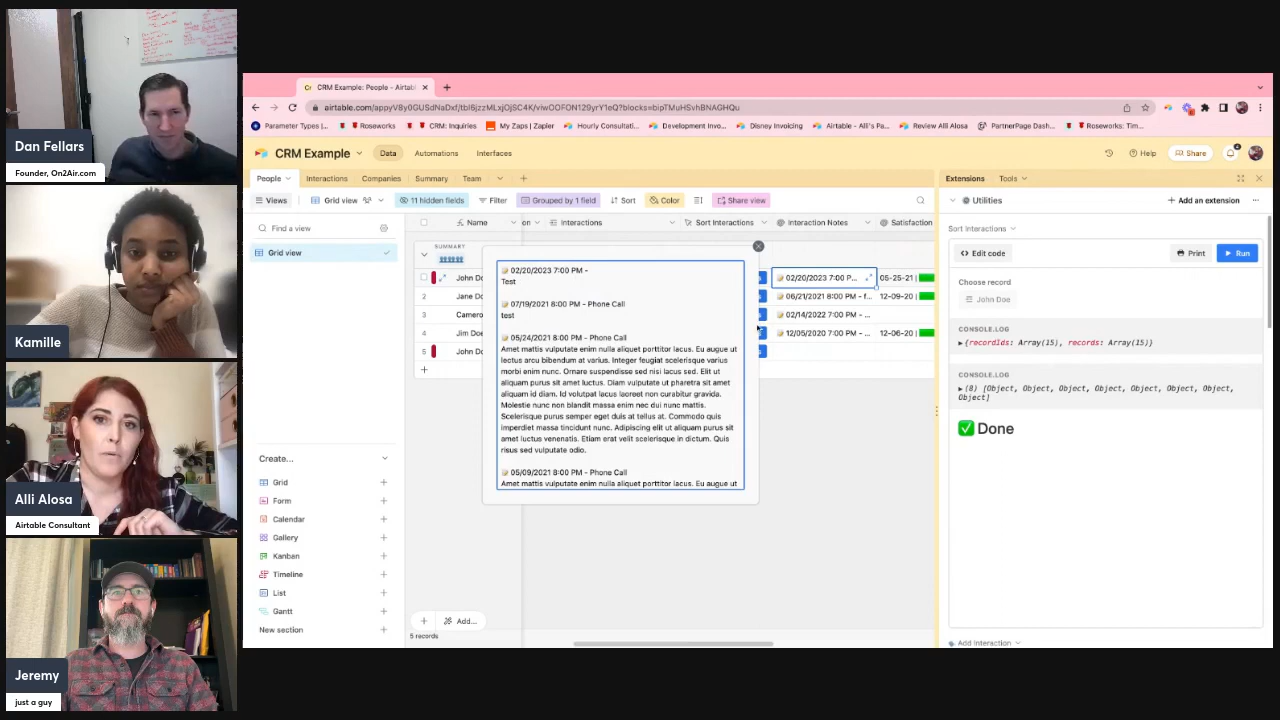 Dan Fellars
Founder, On2Air.com
Kamille
Alli Alosa
Airtable Consultant
Jeremy
just a guy
CRM Example: People - Airtabl
Parameter Types |...
Roseworks
CRM: Inquiries
My Zaps | Zapier
Hourly Consultati...
Development Invo...
Disney Invoicing
Airtable - Alli's Pa...
Review Alli Alosa
PartnerPage Dash...
Roseworks: Tim...
CRM Example
Data
Automations
Interfaces
Help
Share
4
People
Interactions
Companies
Summary
Team
Extensions
Tools
Views
Grid view
11 hidden fields
Filter
Grouped by 1 field
Sort
Color
Share view
Utilities
Add an extension
Find a view
Grid view
Name
on
Interactions
Sort Interactions
Interaction Notes
Satisfaction
SUMMARY
John Do
02/20/2023 7:00 P...
05-25-21 |
2
Jane Do
06/21/2021 8:00 PM - f...
12-09-20 |
3
Camero
02/14/2022 7:00 PM - ...
4
Jim Doe
12/05/2020 7:00 PM - ...
12-06-20 |
5
John Do
02/20/2023 7:00 PM -
Test
07/19/2021 8:00 PM - Phone Call
test
05/24/2021 8:00 PM - Phone Call
Amet mattis vulputate enim nulla aliquet porttitor lacus. Eu augue ut
lectus arcu bibendum at varius. Integer feugiat scelerisque varius
morbi enim nunc. Ornare suspendisse sed nisi lacus sed. Elit ut
aliquam purus sit amet luctus. Diam vulputate ut pharetra sit amet
aliquam id diam. Id volutpat lacus laoreet non curabitur gravida.
Molestie nunc non blandit massa enim nec dui nunc mattis.
Scelerisque purus semper eget duis at tellus at. Commodo quis
imperdiet massa tincidunt nunc. Adipiscing elit ut aliquam purus sit
amet luctus venenatis. Etiam erat velit scelerisque in dictum. Quis
risus sed vulputate odio.
05/09/2021 8:00 PM - Phone Call
Amet mattis vulputate enim nulla aliquet porttitor lacus. Eu augue ut
Create...
Grid
Form
Calendar
Gallery
Kanban
Timeline
List
Gantt
New section
Add...
5 records
Sort Interactions
Edit code
Print
Run
Choose record
John Doe
CONSOLE.LOG
{recordIds: Array(15), records: Array(15)}
CONSOLE.LOG
(8) [Object, Object, Object, Object, Object, Object, Object,
Object]
Done
Add Interaction